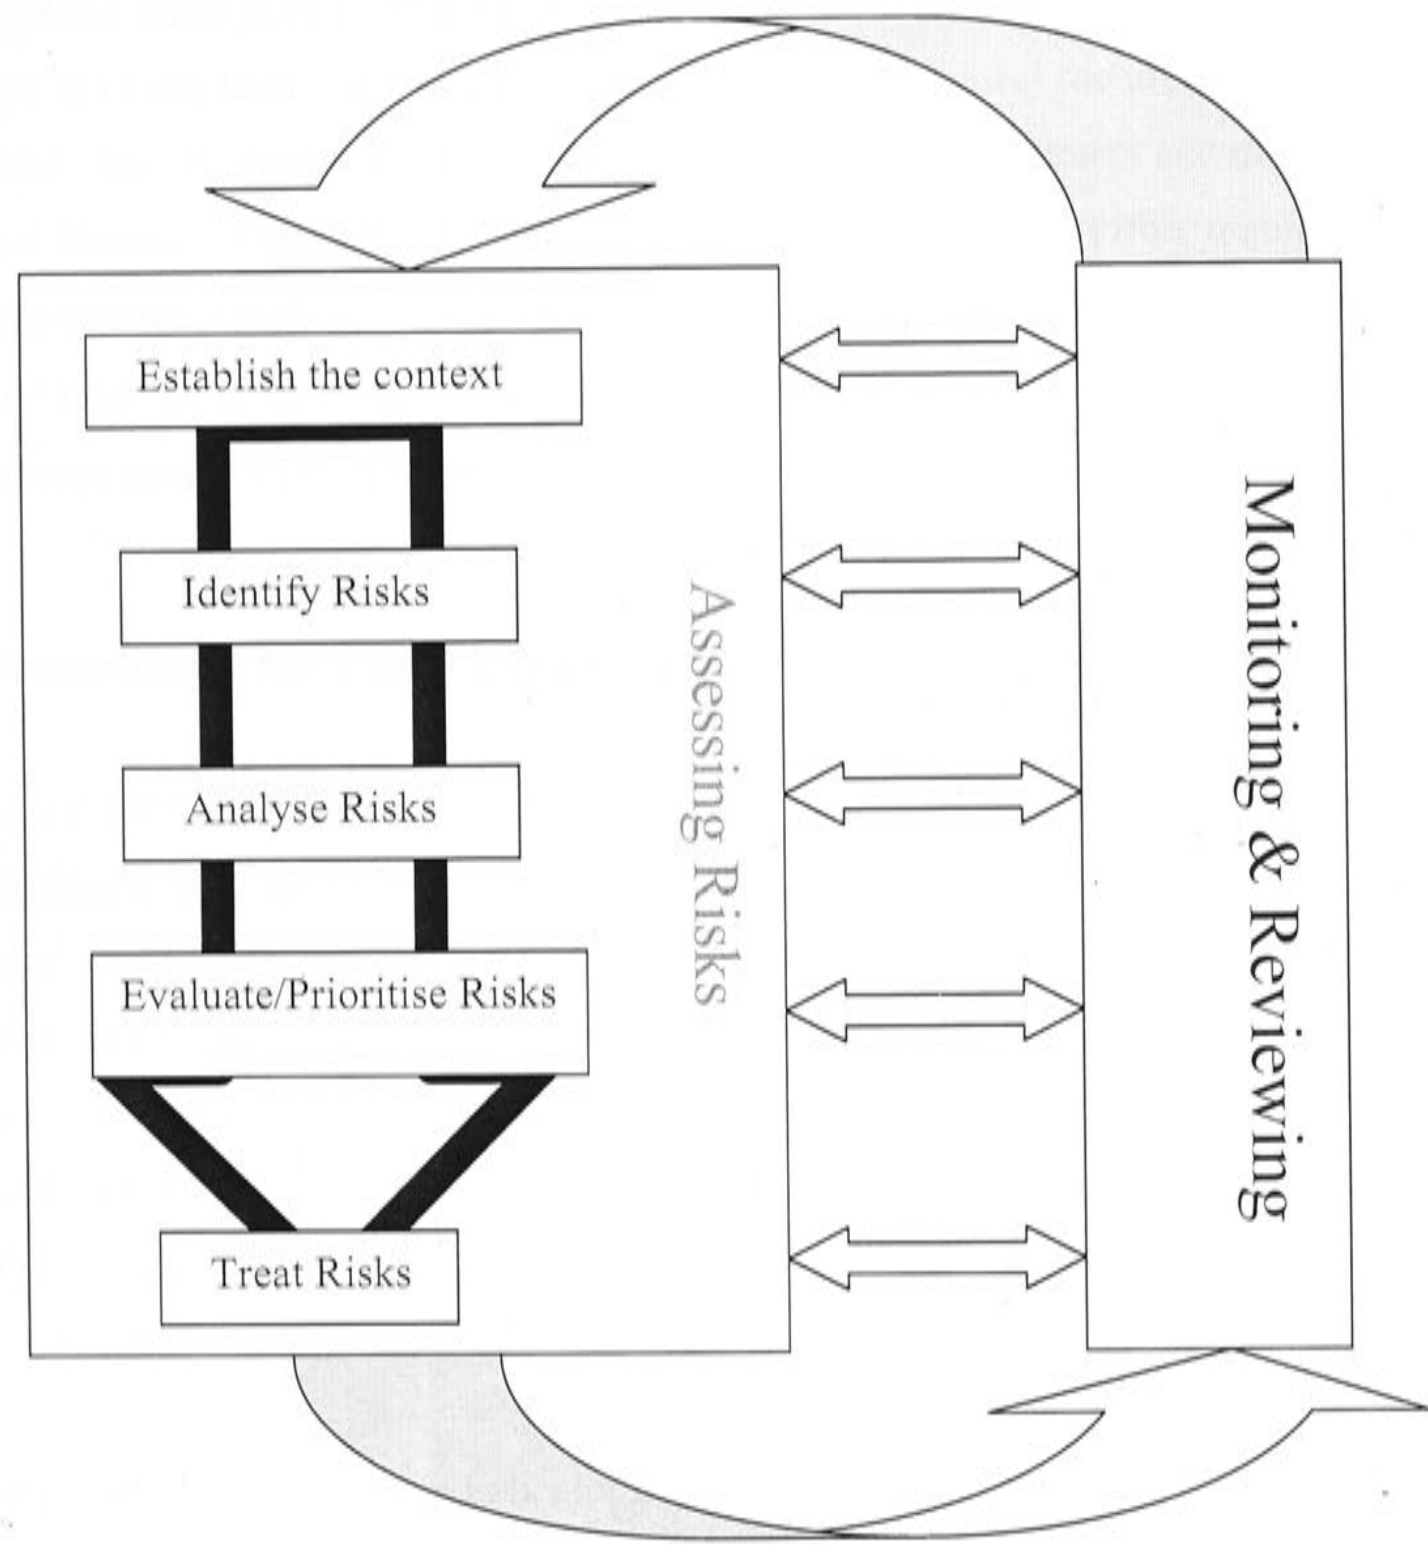 Establish the context
Identify Risks
Analyse Risks
Evaluate/Prioritise Risks
Treat Risks
Assessing Risks
Monitoring & Reviewing